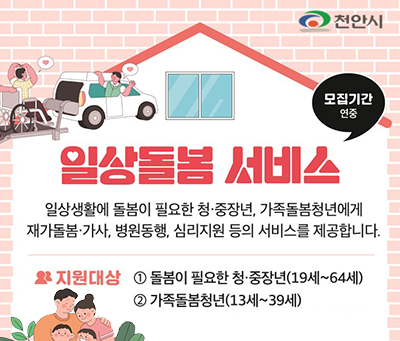 천안시
모집기간
연중
일상돌봄 서비스
일상생활에 돌봄이 필요한 청·중장년, 가족돌봄청년에게
재가돌봄·가사, 병원동행, 심리지원 등의 서비스를 제공합니다.
지원대상 ① 돌봄이 필요한 청·중장년(19세~64세)
② 가족돌봄청년(13세~39세)